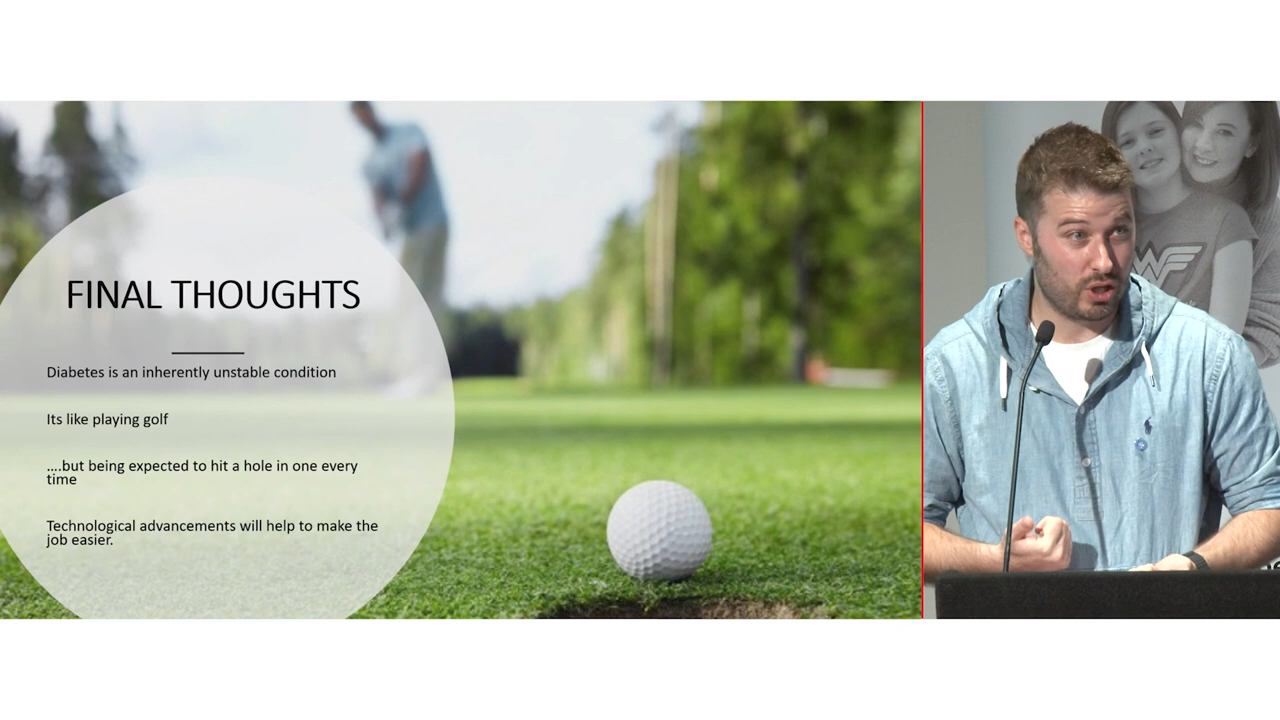 FINAL THOUGHTS
Diabetes is an inherently unstable condition
Its like playing golf
....but being expected to hit a hole in one every
time
Technological advancements will help to make the
job easier.